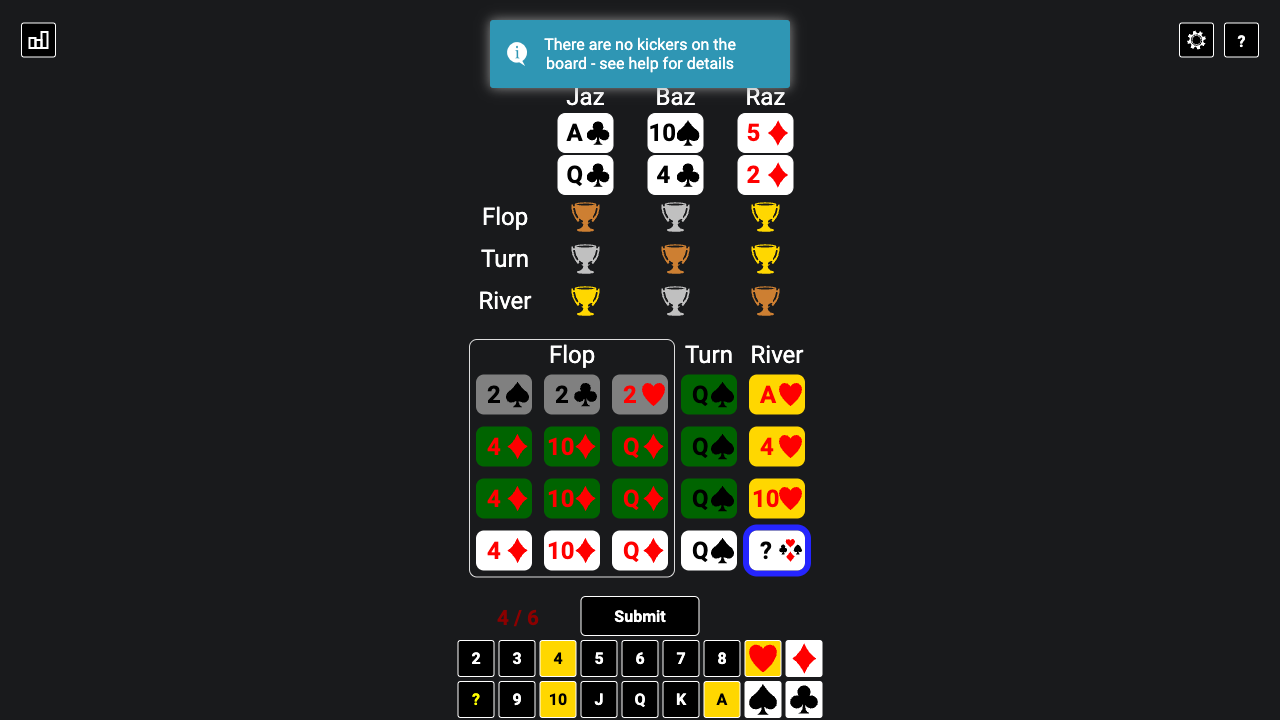 There are no kickers on the
board - see help for details
?
Jaz Baz Raz
A 10 5
Q 4 2
Flop
Turn
River
Flop Turn River
2 2 2 Q A
4 10 Q Q 4
4 10 Q Q 10
4 10 Q Q ?
4 / 6 Submit
2 3 4 5 6 7 8
? 9 10 J Q K A